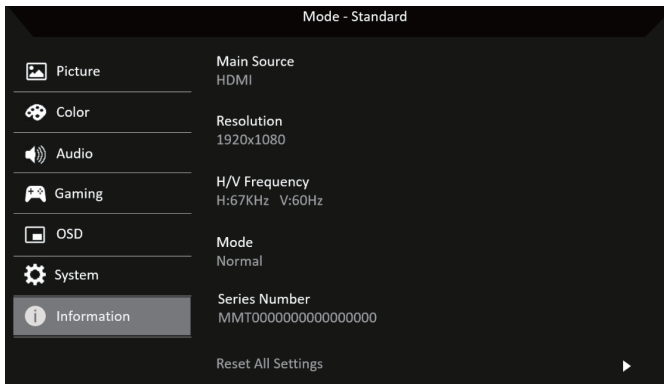 Mode - Standard
Picture
Color
Audio
Gaming
OSD
System
Information
Main Source
HDMI
Resolution
1920x1080
H/V Frequency
H:67KHz V:60Hz
Mode
Normal
Series Number
MMT0000000000000000
Reset All Settings